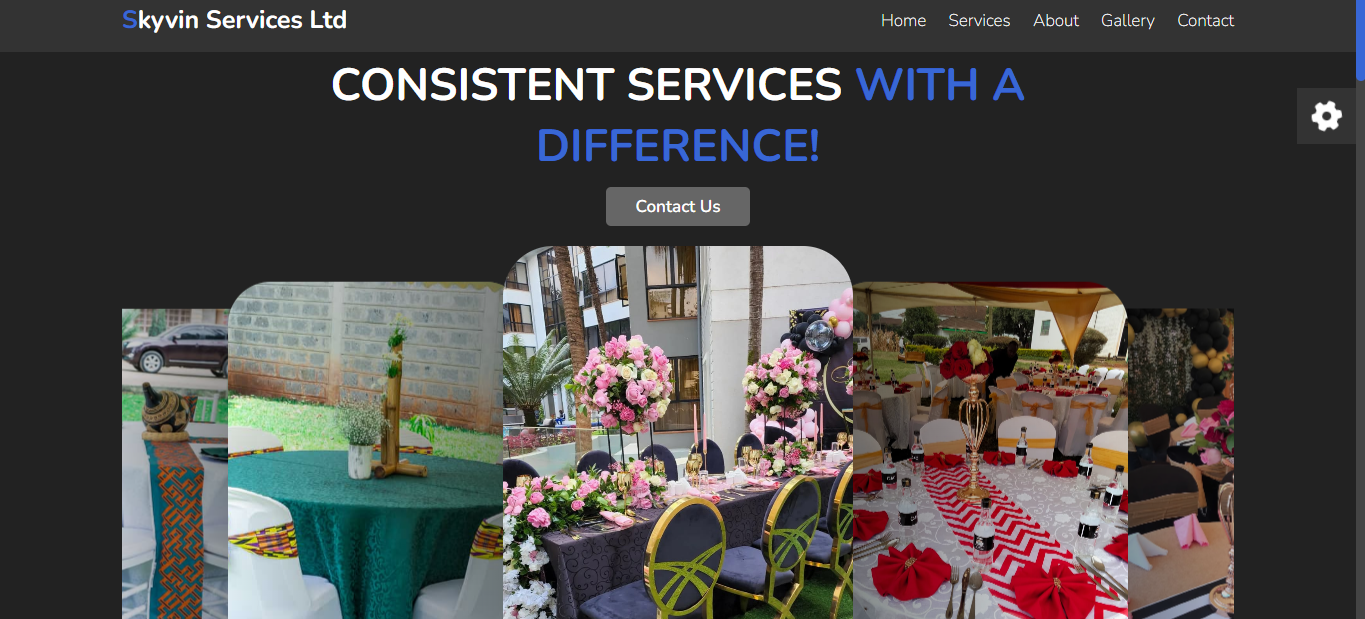 Skyvin Services Ltd
Home Services About Gallery Contact
CONSISTENT SERVICES WITH A
DIFFERENCE!
Contact Us